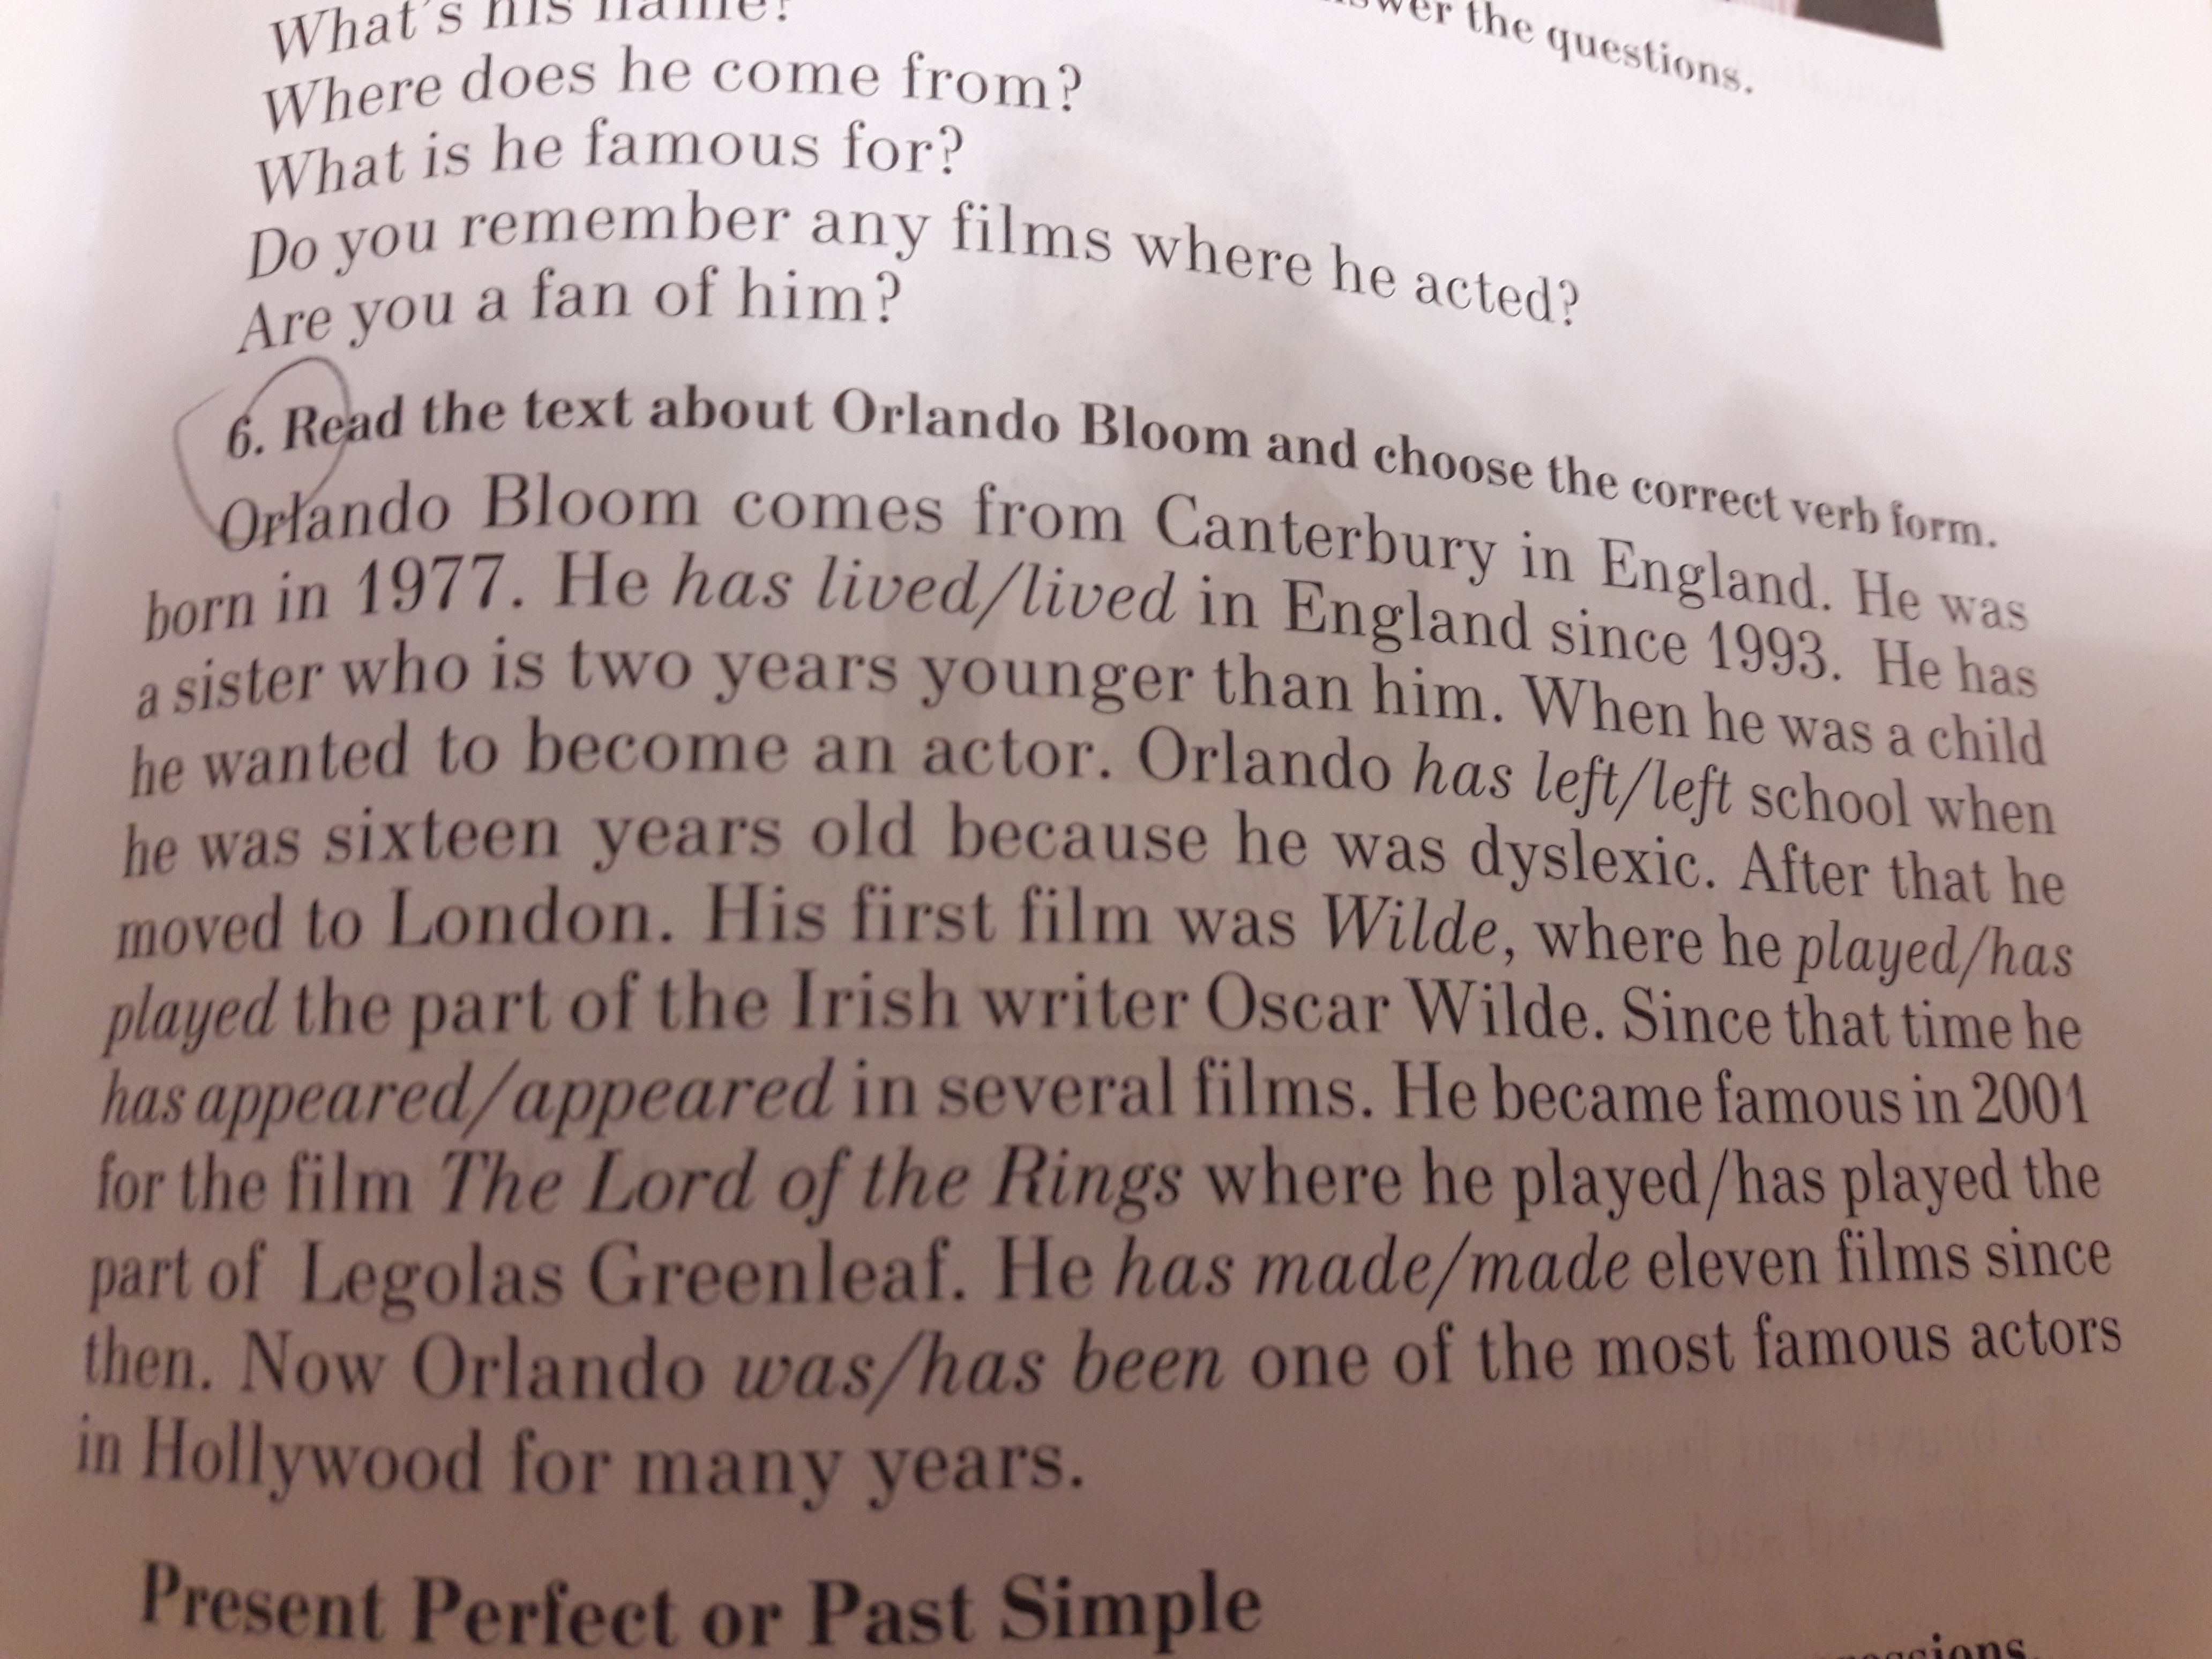 What's his name?
answer the questions.
Where does he come from?
What is he famous for?
Do you remember any films where he acted?
Are you a fan of him?
6. Read the text about Orlando Bloom and choose the correct verb form.
Orlando Bloom comes from Canterbury in England. He was
born in 1977. He has lived/lived in England since 1993. He has
a sister who is two years younger than him. When he was a child
he wanted to become an actor. Orlando has left/left school when
he was sixteen years old because he was dyslexic. After that he
moved to London. His first film was Wilde, where he played/has
played the part of the Irish writer Oscar Wilde. Since that time he
has appeared/appeared in several films. He became famous in 2001
for the film The Lord of the Rings where he played/has played the
part of Legolas Greenleaf. He has made/made eleven films since
then. Now Orlando was/has been one of the most famous actors
in Hollywood for many years.
Present Perfect or Past Simple